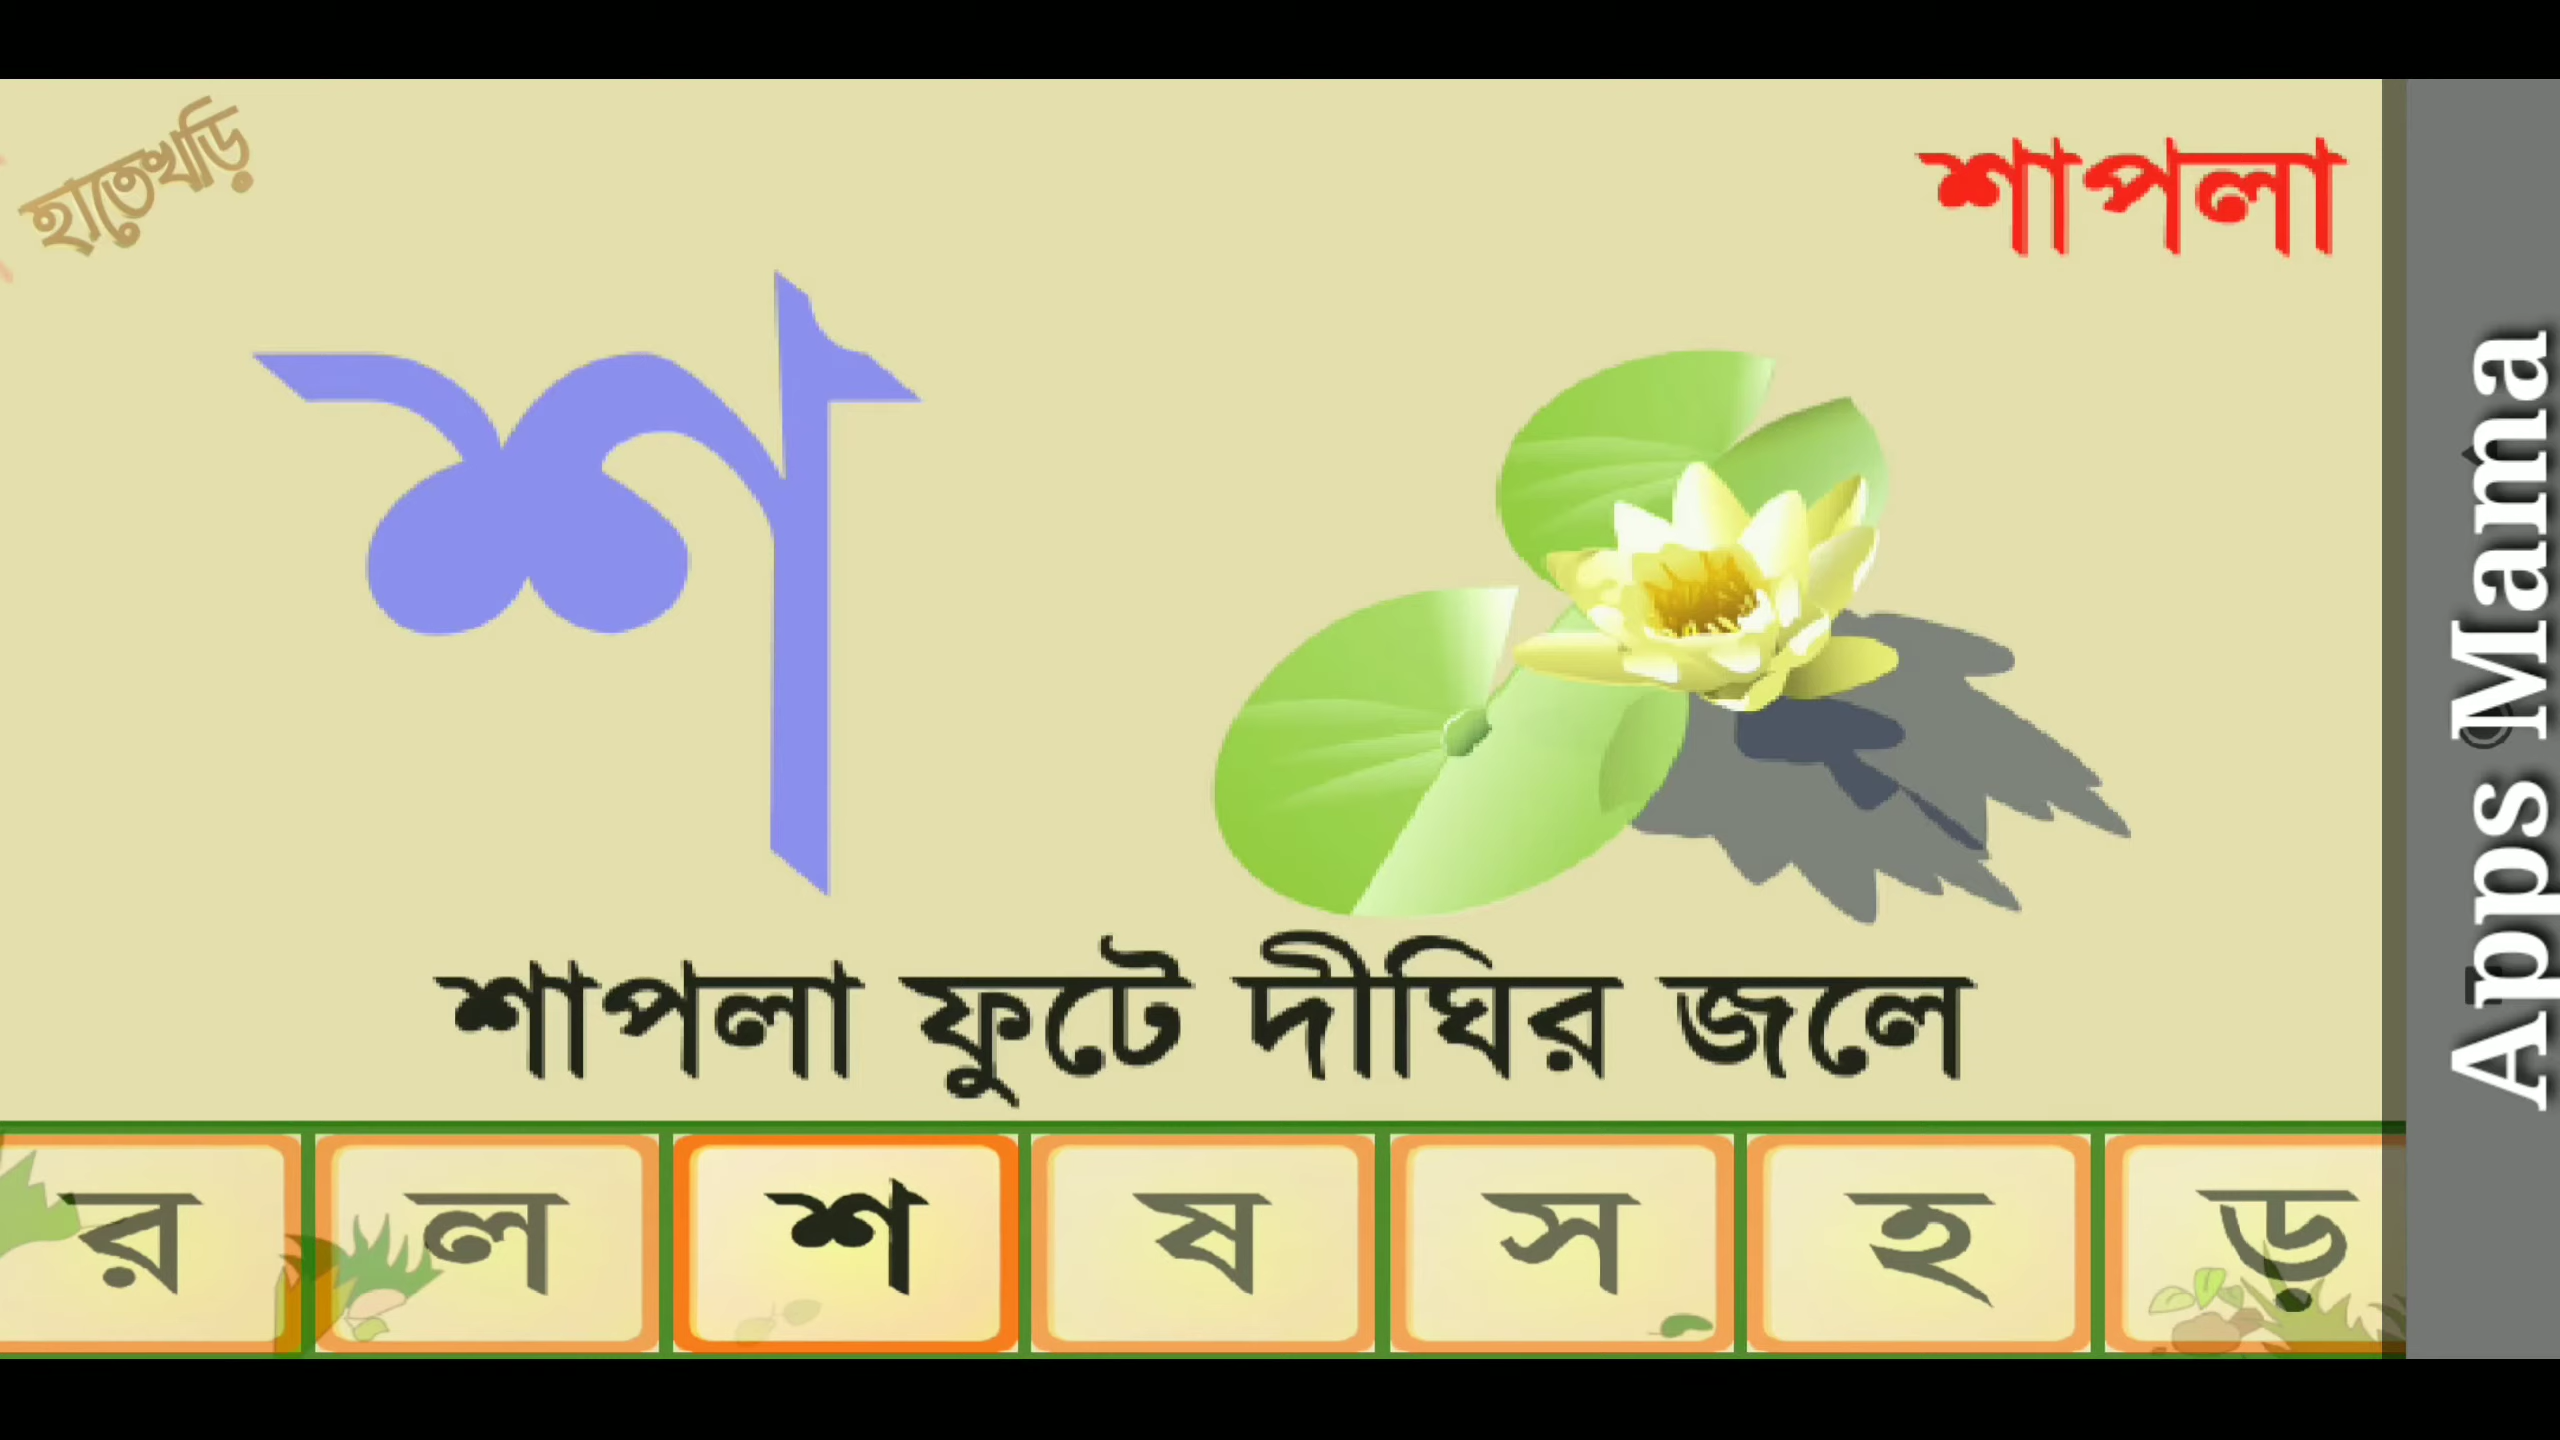 হাতেখড়ি
শাপলা
শ
শাপলা ফুটে দীঘির জলে
র ল শ ষ স হ ড়
Apps Mama